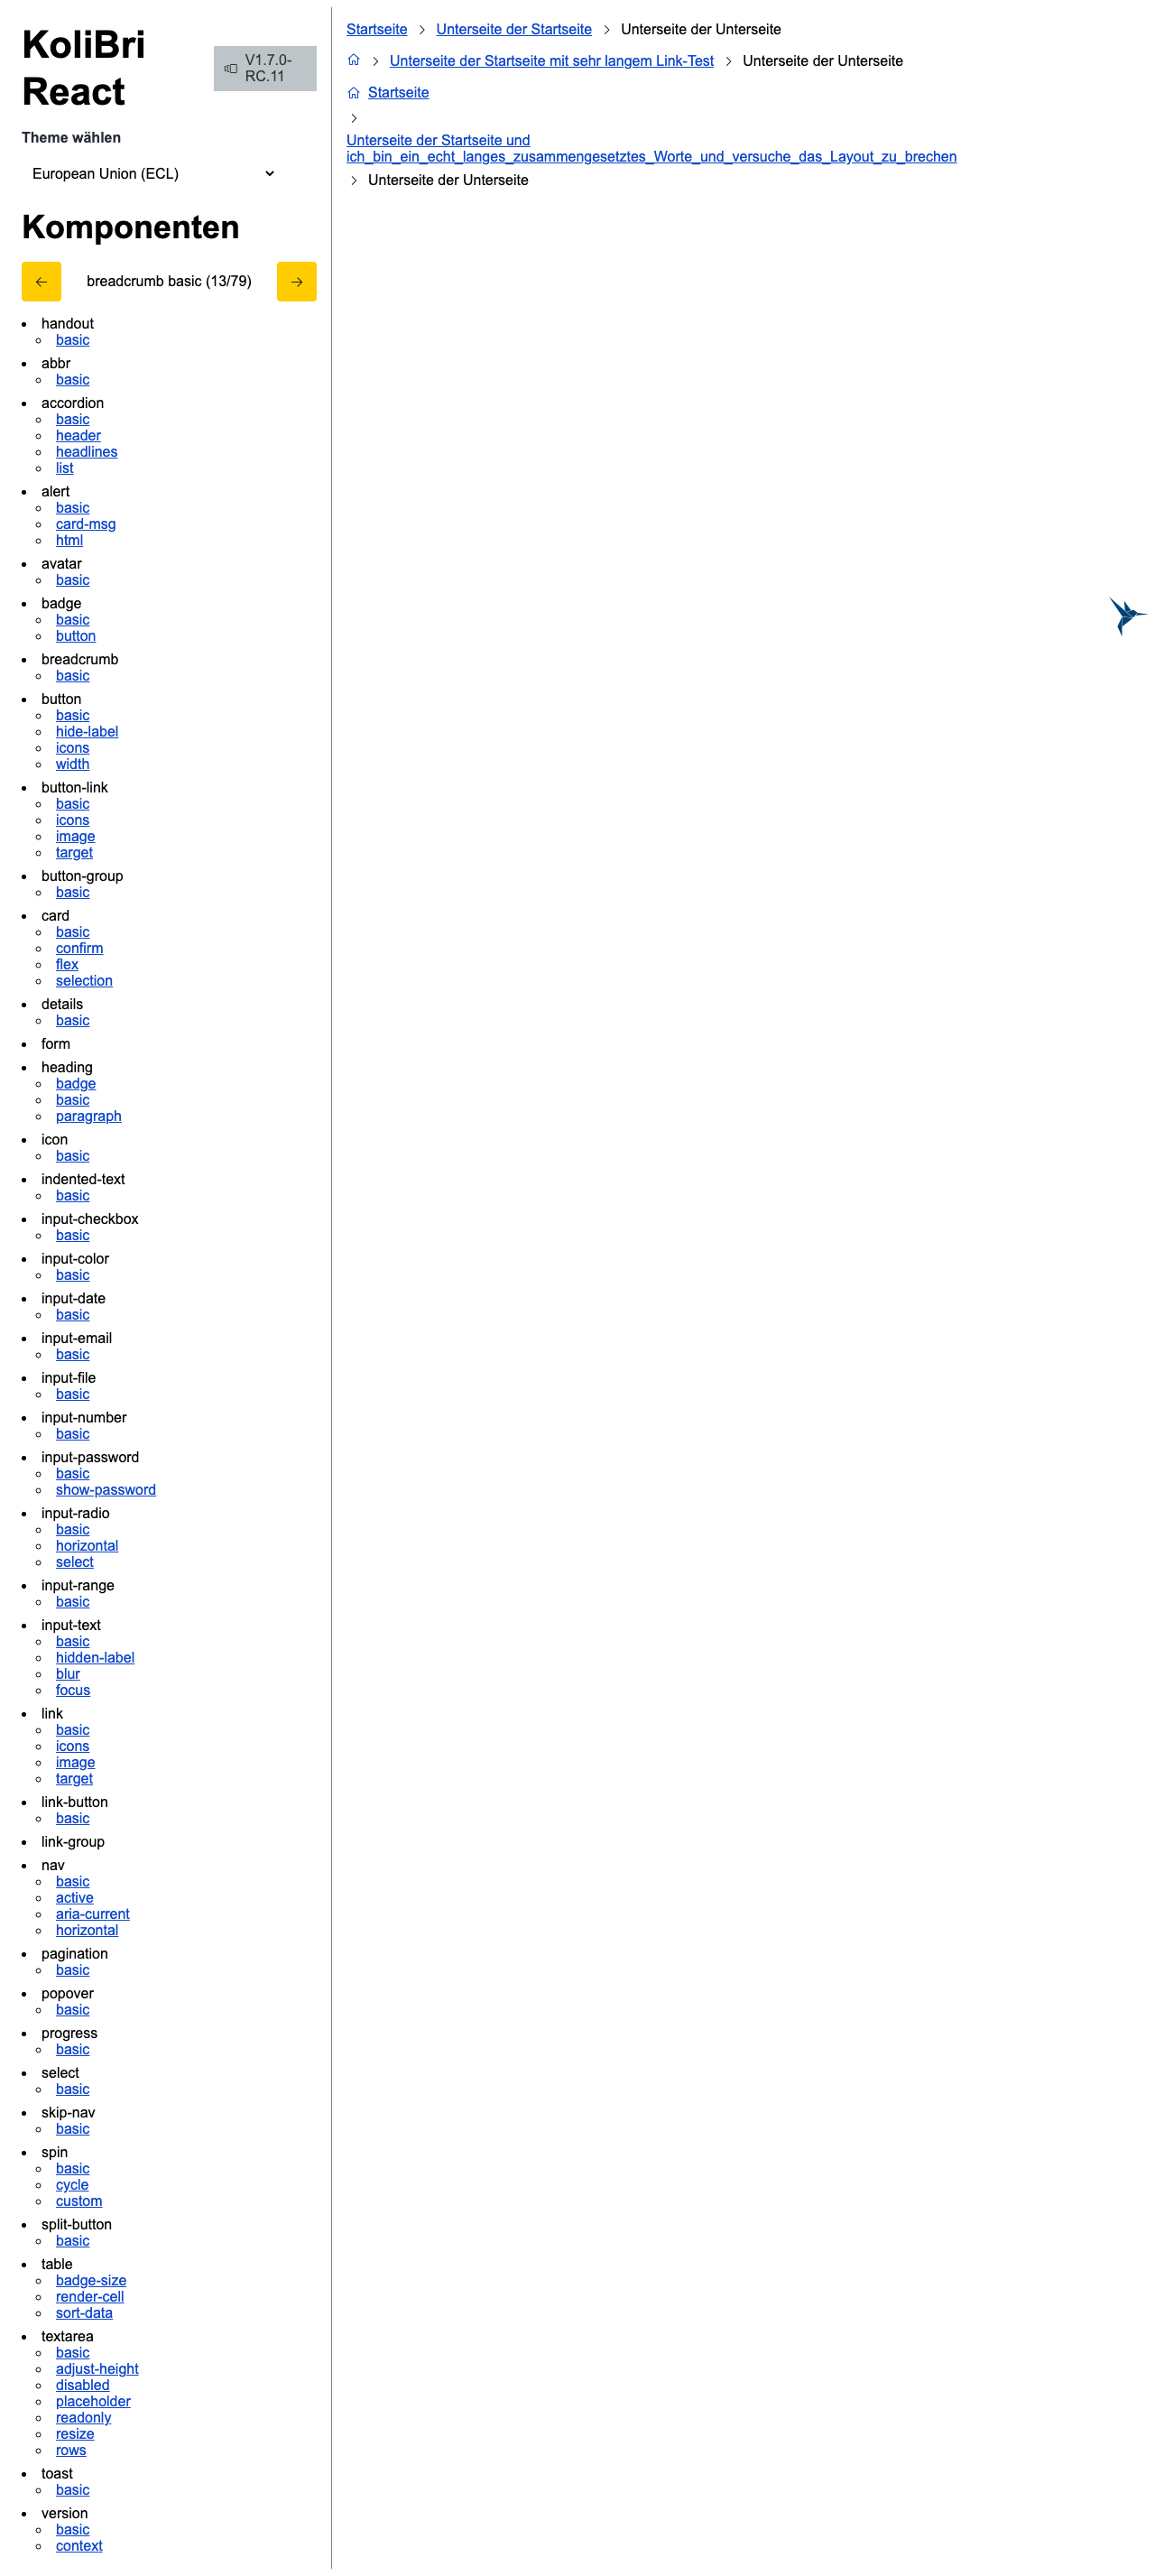 KoliBri
React
V1.7.0-
RC.11
Theme wählen
European Union (ECL)
Komponenten
breadcrumb basic (13/79)
handout
basic
abbr
basic
accordion
basic
header
headlines
list
alert
basic
card-msg
html
avatar
basic
badge
basic
button
breadcrumb
basic
button
basic
hide-label
icons
width
button-link
basic
icons
image
target
button-group
basic
card
basic
confirm
flex
selection
details
basic
form
heading
badge
basic
paragraph
icon
basic
indented-text
basic
input-checkbox
basic
input-color
basic
input-date
basic
input-email
basic
input-file
basic
input-number
basic
input-password
basic
show-password
input-radio
basic
horizontal
select
input-range
basic
input-text
basic
hidden-label
blur
focus
link
basic
icons
image
target
link-button
basic
link-group
nav
basic
active
aria-current
horizontal
pagination
basic
popover
basic
progress
basic
select
basic
skip-nav
basic
spin
basic
cycle
custom
split-button
basic
table
badge-size
render-cell
sort-data
textarea
basic
adjust-height
disabled
placeholder
readonly
resize
rows
toast
basic
version
basic
context
Startseite Unterseite der Startseite Unterseite der Unterseite
Unterseite der Startseite mit sehr langem Link-Test Unterseite der Unterseite
Startseite
Unterseite der Startseite und
ich_bin_ein_echt_langes_zusammengesetztes_Worte_und_versuche_das_Layout_zu_brechen
Unterseite der Unterseite